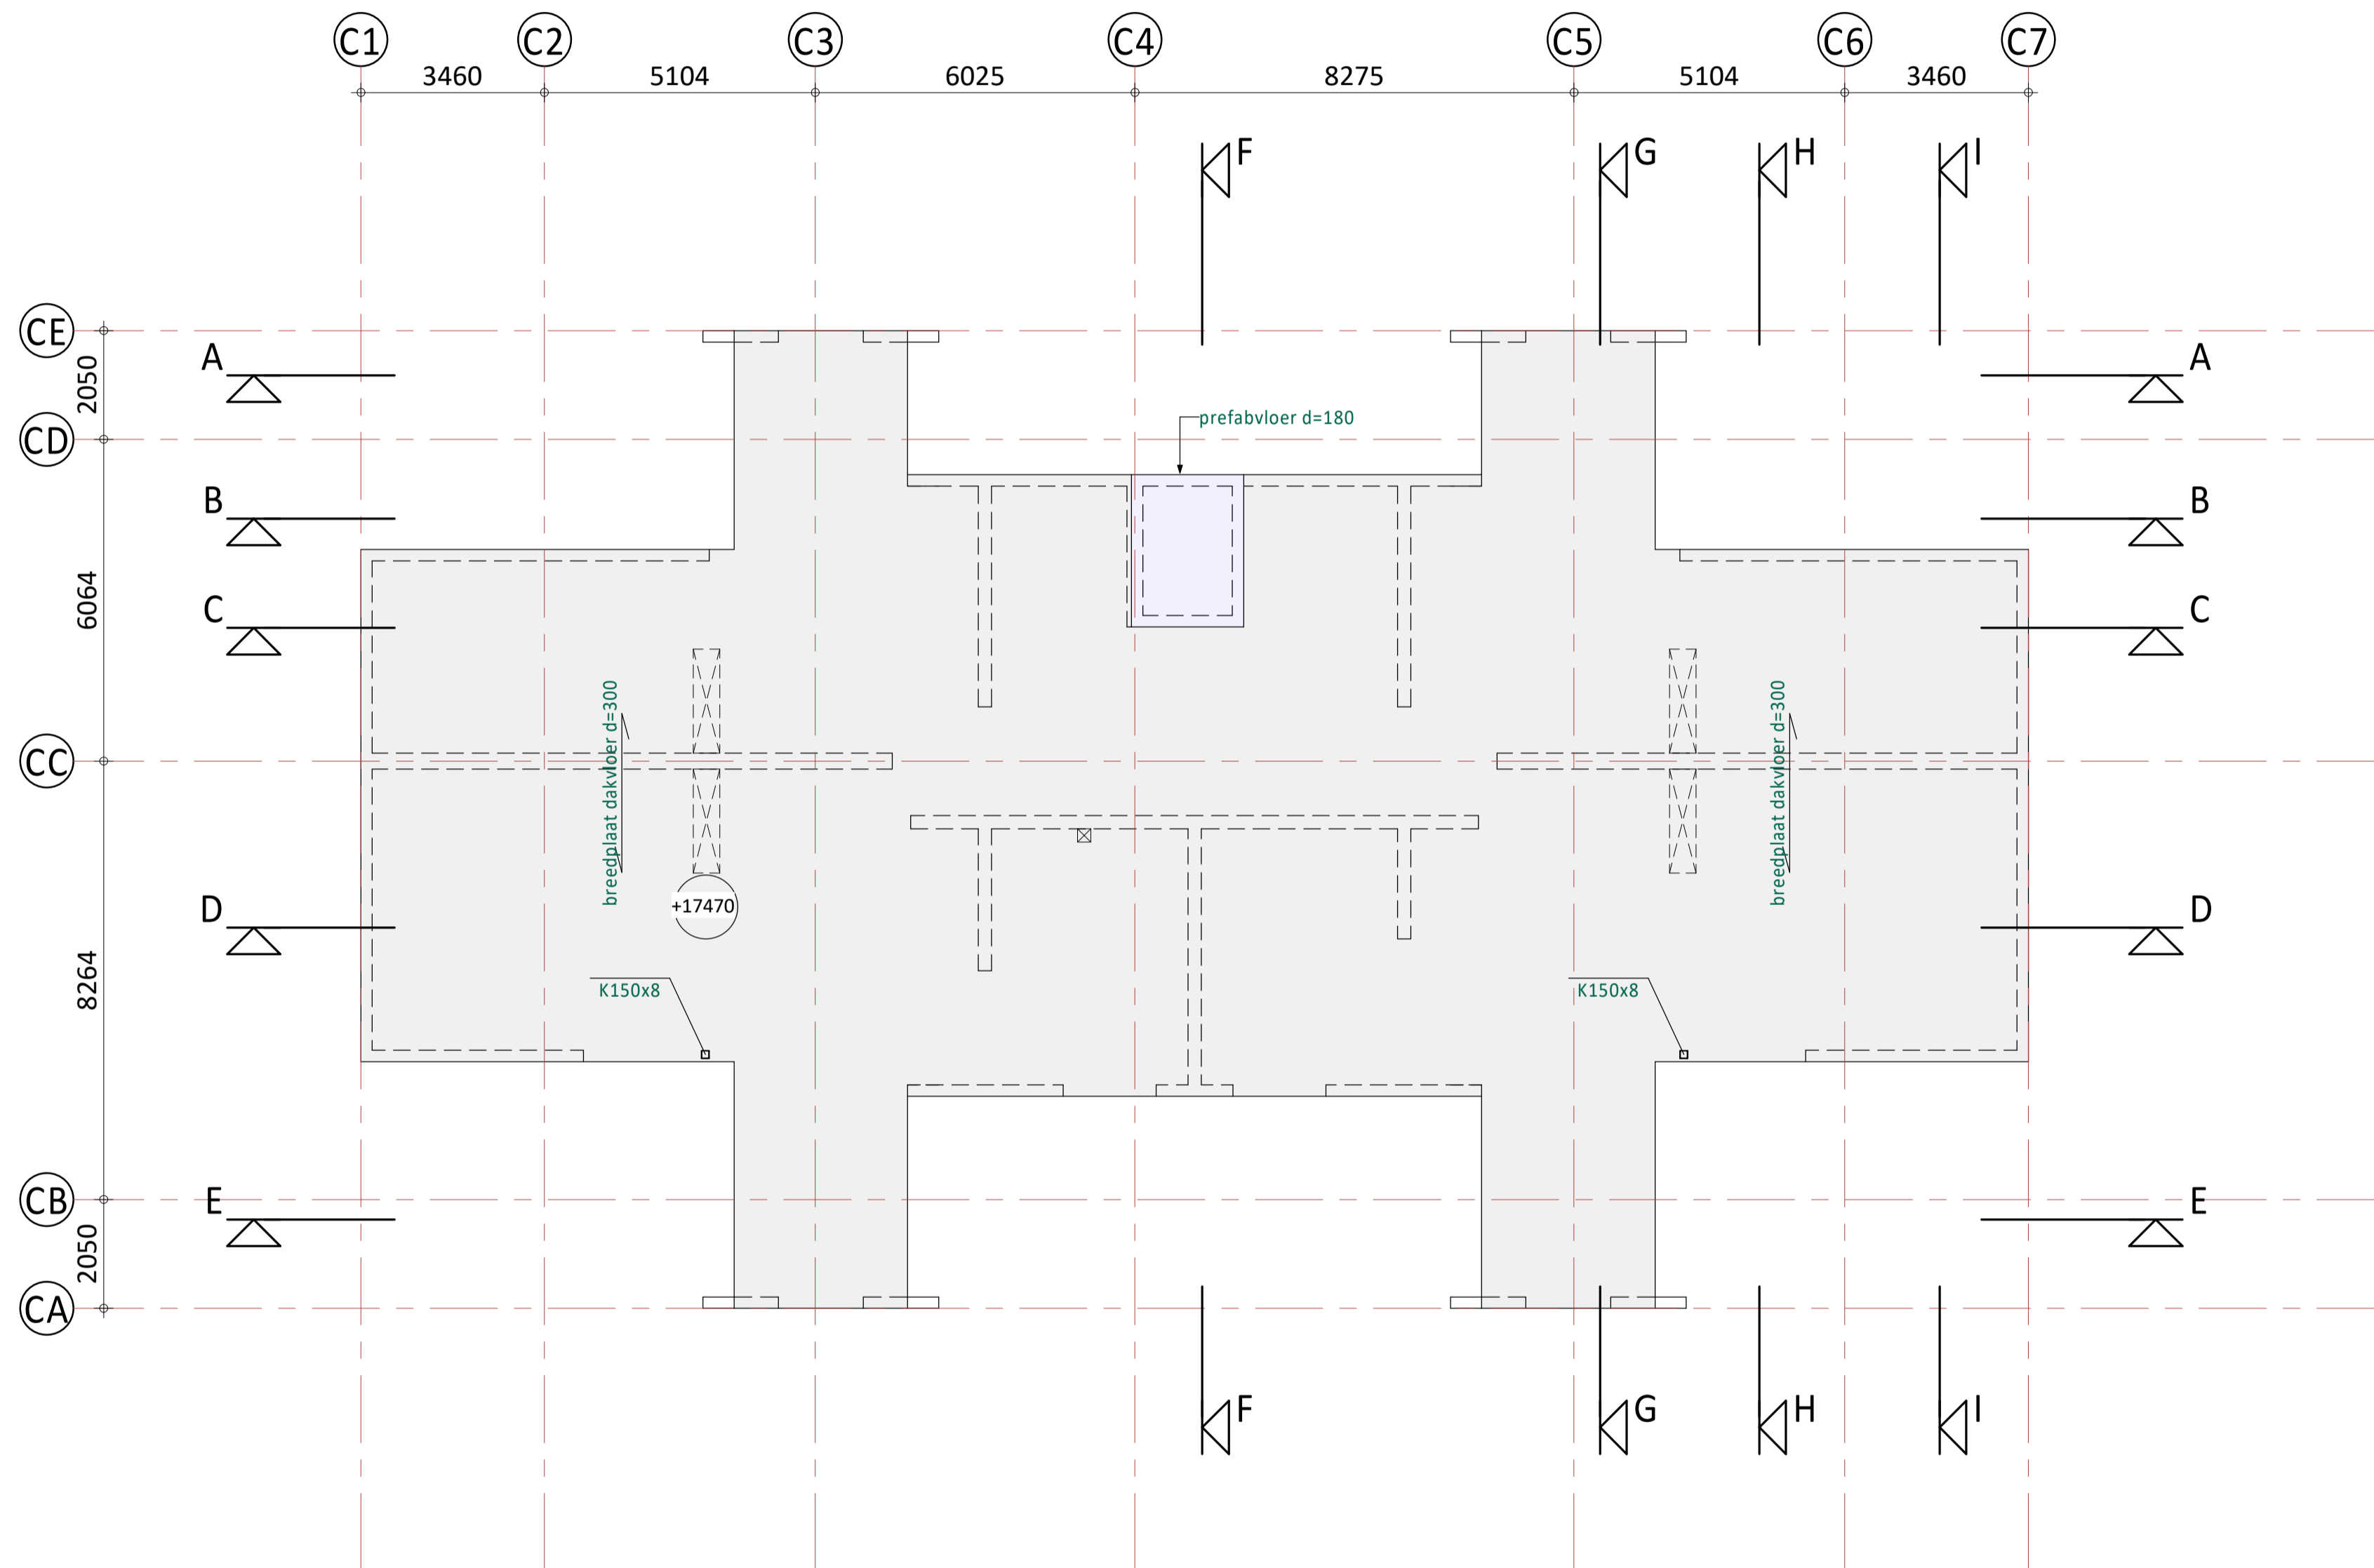 C1 C2 C3 C4 C5 C6 C7
3460 5104 6025 8275 5104 3460
F G H I
CE
A A
2050
prefabvloer d=180
CD
B B
6064
C C
breedplaat dakvloer d=300 breedplaat dakvloer d=300
CC
+17470
D D
8264
K150x8 K150x8
CB
E E
2050
CA
F G H I